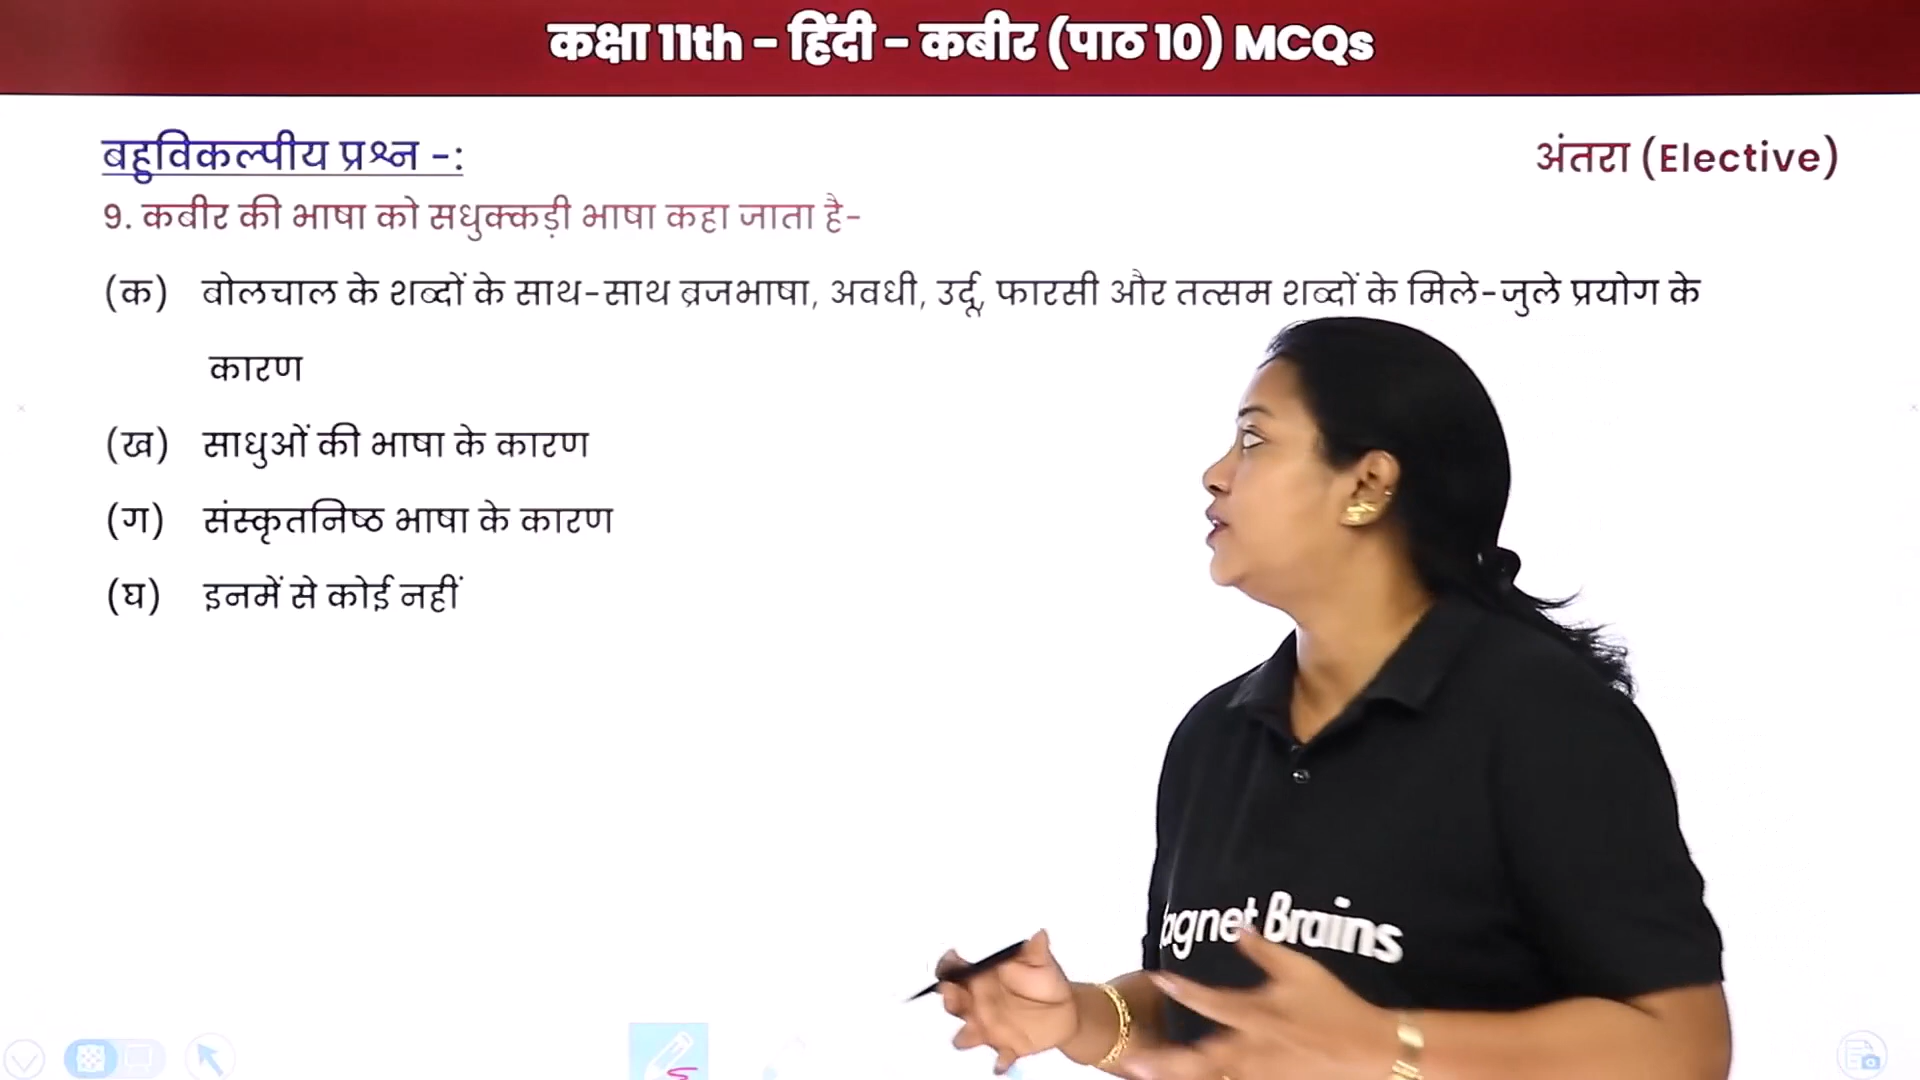 कक्षा 11th - हिंदी - कबीर (पाठ 10) MCQs
बहुविकल्पीय प्रश्न -:
अंतरा (Elective)
9. कबीर की भाषा को सधुक्कड़ी भाषा कहा जाता है-
(क) बोलचाल के शब्दों के साथ-साथ ब्रजभाषा, अवधी, उर्दू, फारसी और तत्सम शब्दों के मिले-जुले प्रयोग के
कारण
(ख) साधुओं की भाषा के कारण
(ग) संस्कृतनिष्ठ भाषा के कारण
(घ) इनमें से कोई नहीं
agnet Brains